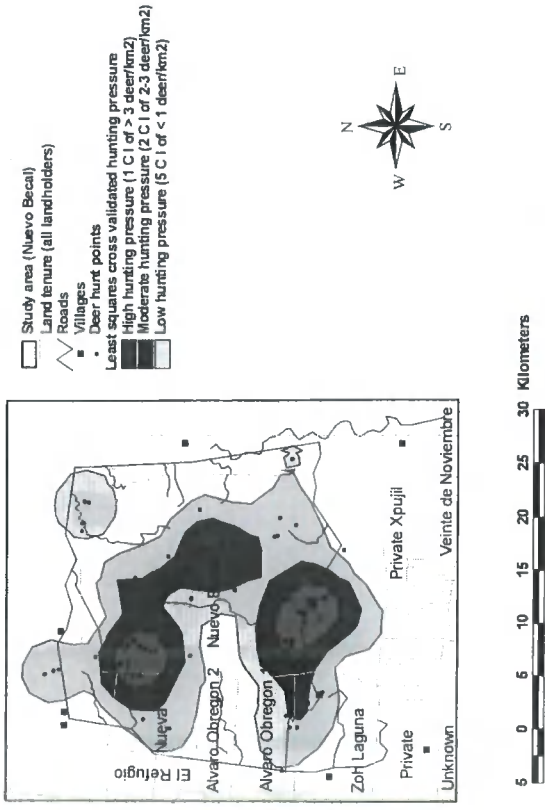 Study area (Nuevo Becal)
Land tenure (all landholders)
Roads
Villages
Deer hunt points
Least squares cross validated hunting pressure
High hunting pressure (1 C I of > 3 deer/km2)
Moderate hunting pressure (2 C I of 2-3 deer/km2)
Low hunting pressure (5 C I of < 1 deer/km2)
N
W E
S
El Refugio
Nueva
Alvaro Obregon 2
Nuevo
Alvaro Obregon
Zoh Laguna
Private
Private Xpujil
Unknown
Veinte de Noviembre
5 0 5 10 15 20 25 30 Kilometers